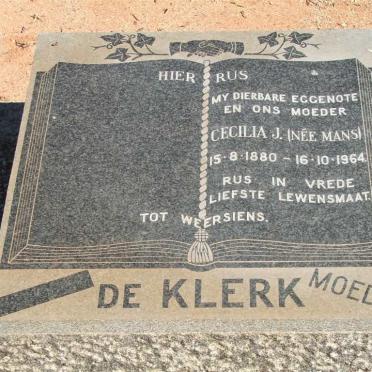 HIER RUS
MY DIERBARE EGGENOTE
EN ONS MOEDER
CECILIA J. (NÉE MANS)
15-8-1880 - 16-10-1964.
RUS IN VREDE
LIEFSTE LEWENSMAAT.
TOT WEERSIENS.
DE KLERK
MOED